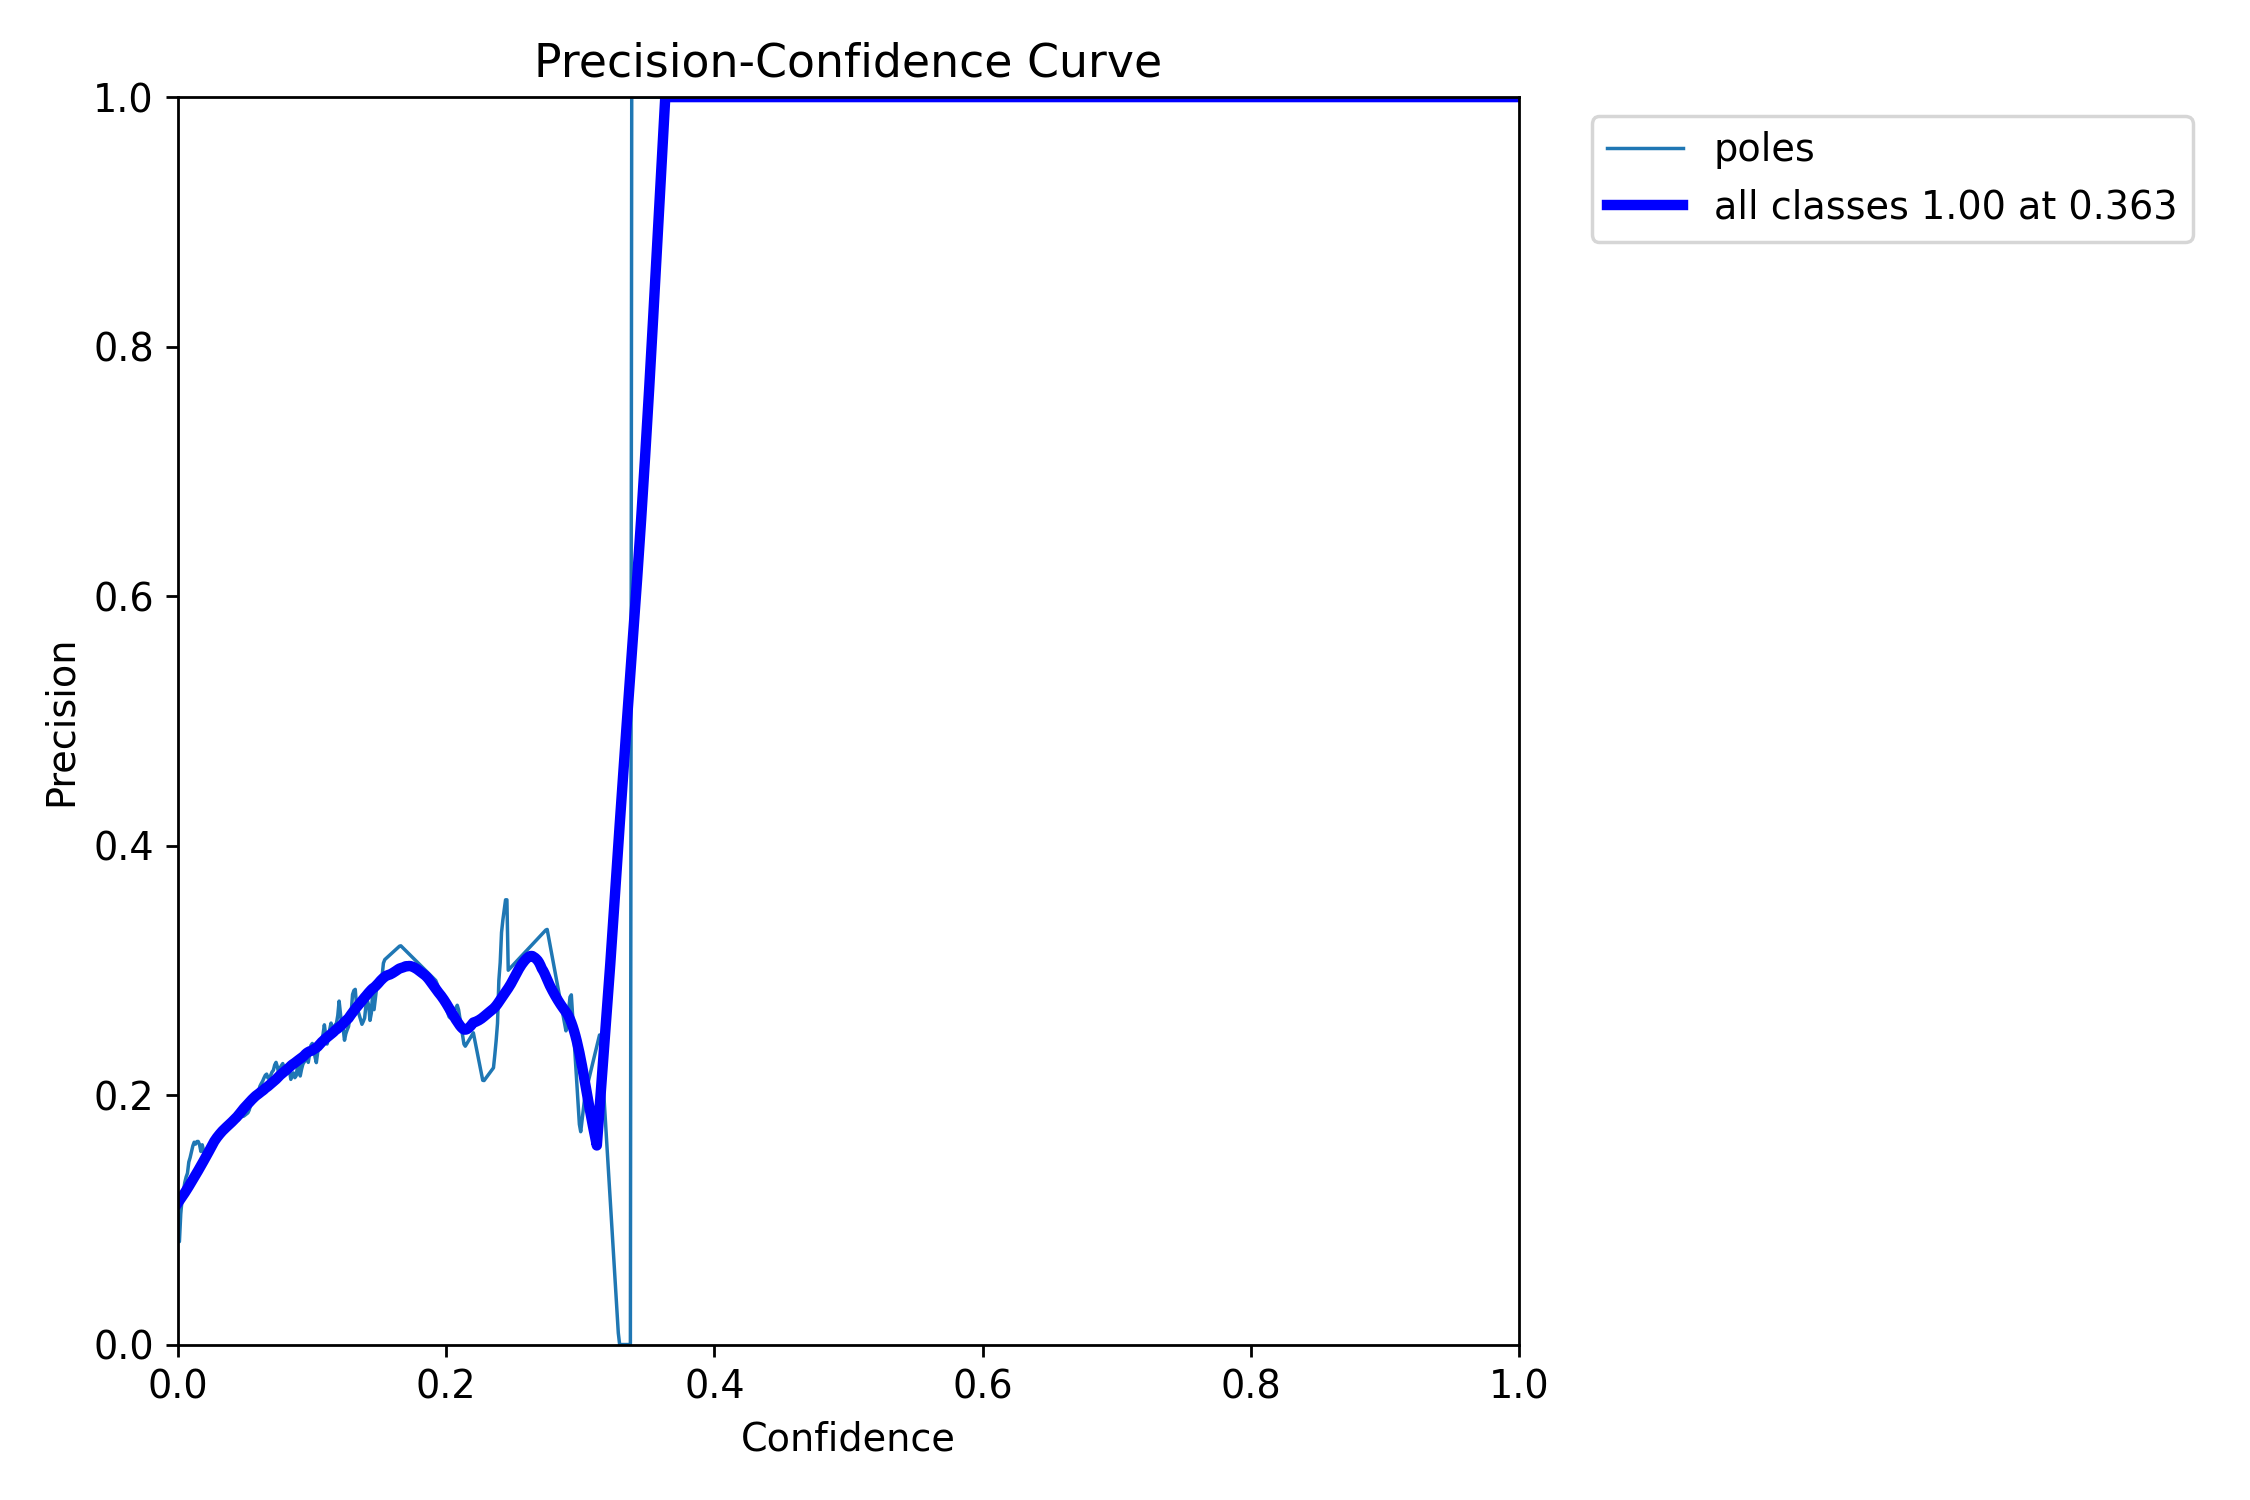 Precision-Confidence Curve
poles
all classes 1.00 at 0.363
Precision
1.0
0.8
0.6
0.4
0.2
0.0
0.0 0.2 0.4 0.6 0.8 1.0
Confidence